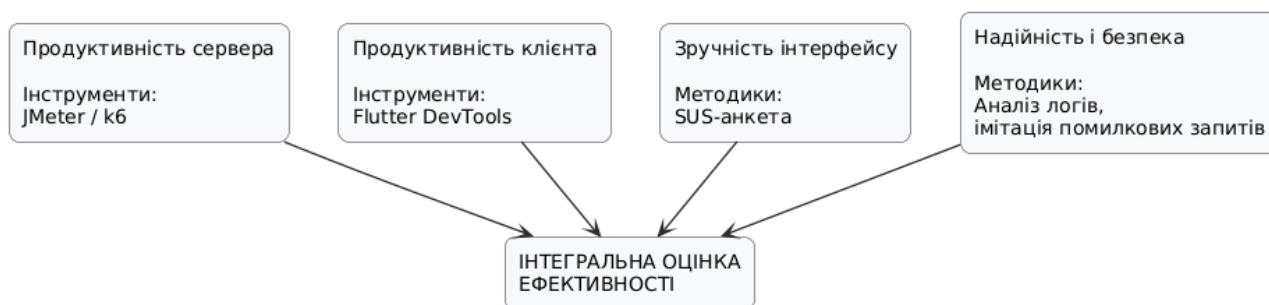 Продуктивність сервера
Інструменти:
JMeter / k6
Продуктивність клієнта
Інструменти:
Flutter DevTools
Зручність інтерфейсу
Методики:
SUS-анкета
Надійність і безпека
Методики:
Аналіз логів,
імітація помилкових запитів
ІНТЕГРАЛЬНА ОЦІНКА
ЕФЕКТИВНОСТІ